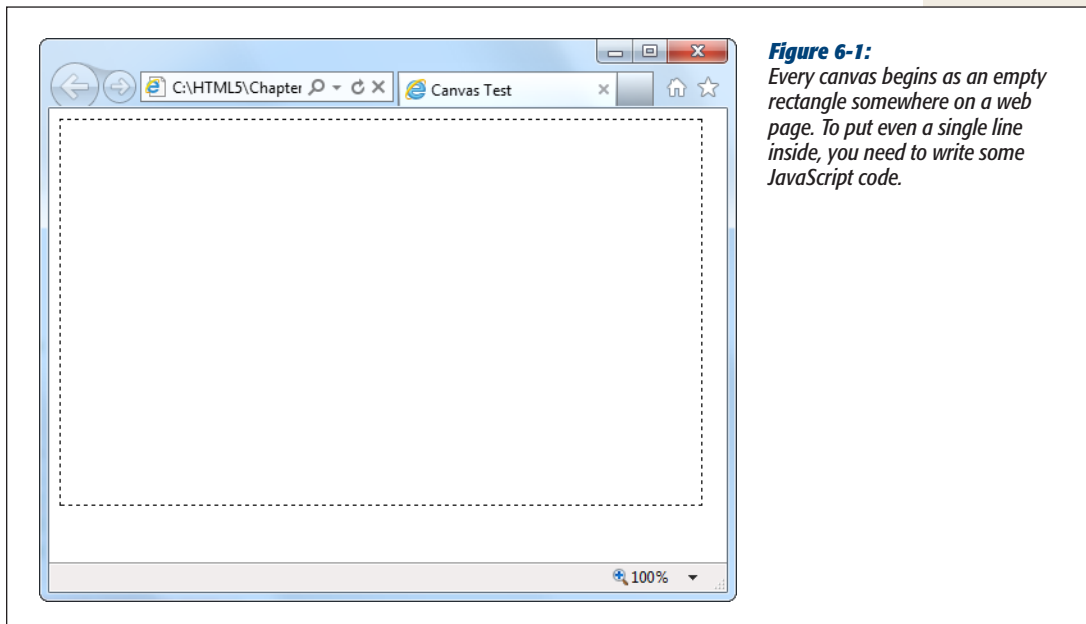 C:\HTML5\Chapter
Canvas Test
Figure 6-1:
Every canvas begins as an empty
rectangle somewhere on a web
page. To put even a single line
inside, you need to write some
JavaScript code.
100%